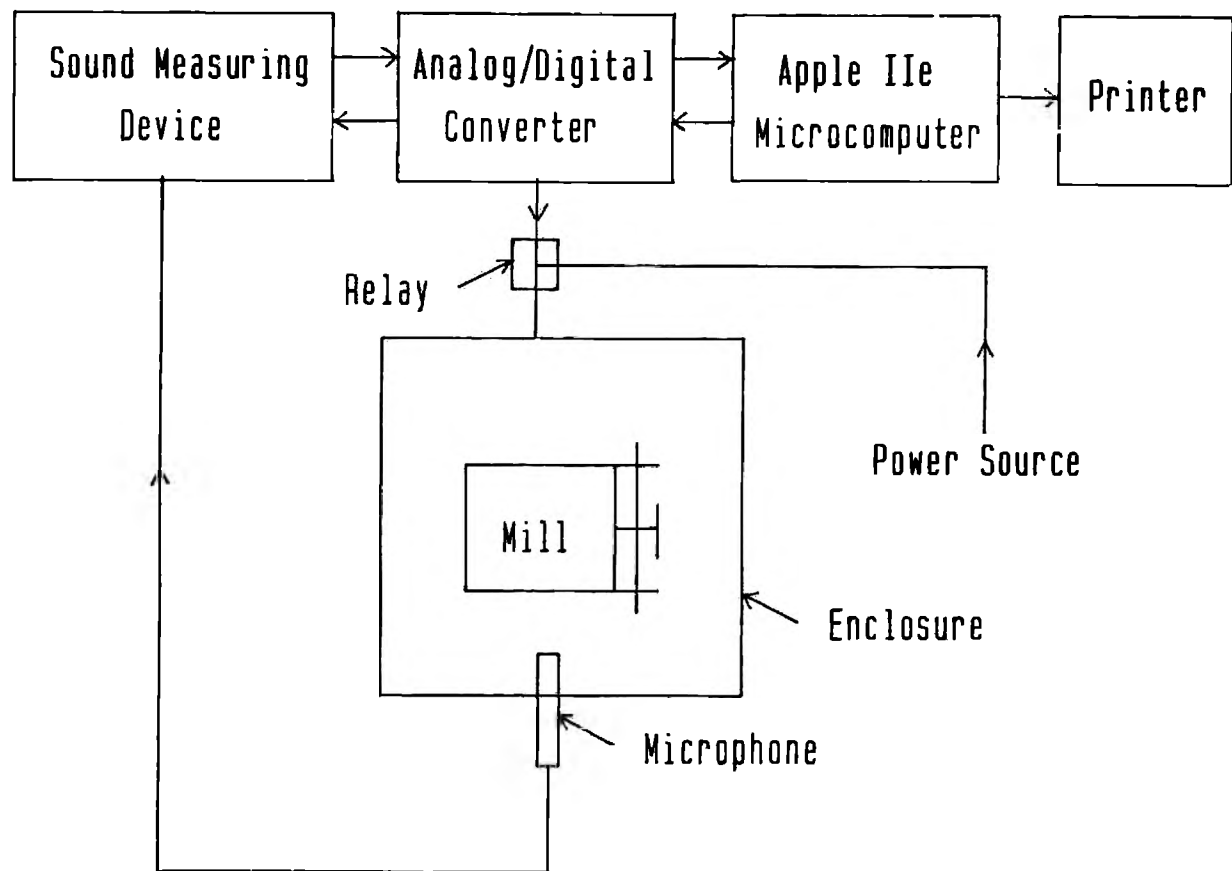 Sound Measuring
Device
Analog/Digital
Converter
Apple IIe
Microcomputer
Printer
Relay
Power Source
Mill
Enclosure
Microphone